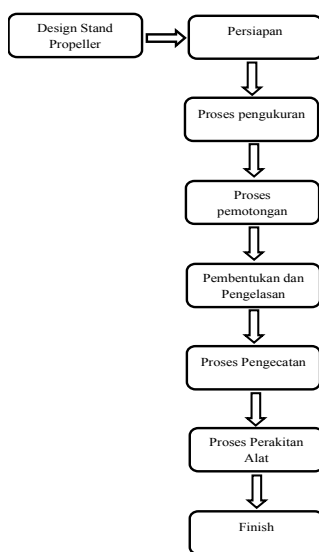 Design Stand
Propeller
Persiapan
Proses pengukuran
Proses
pemotongan
Pembentukan dan
Pengelasan
Proses Pengecatan
Proses Perakitan
Alat
Finish